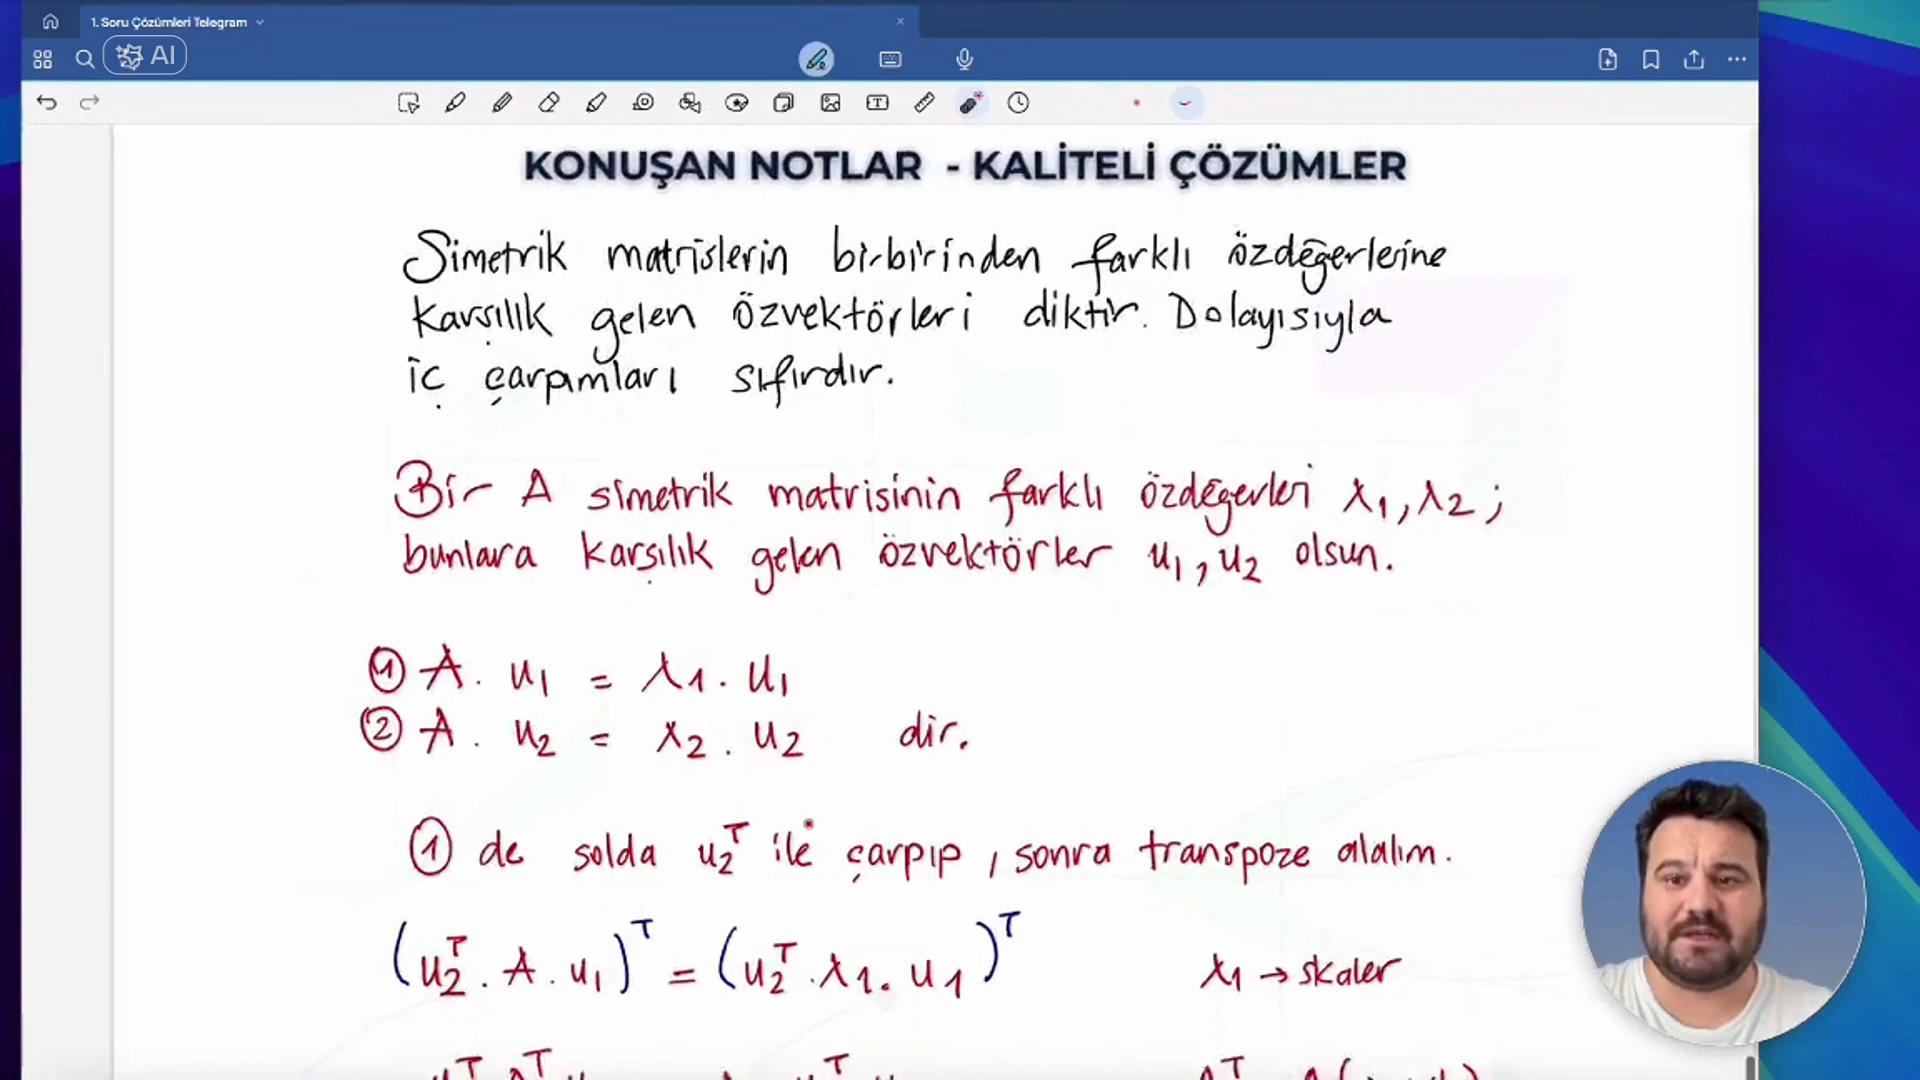 1. Soru Çözümleri Telegram
AI
KONUŞAN NOTLAR - KALİTELİ ÇÖZÜMLER
Simetrik matrislerin birbirinden farklı özdeğerlerine
karşılık gelen özvektörleri diktir. Dolayısıyla
iç çarpımları sıfırdır.
Bir A simetrik matrisinin farklı özdeğerleri λ1, λ2;
bunlara karşılık gelen özvektörler u1, u2 olsun.
① A. u1 = λ1. u1
② A. u2 = λ2. u2 dir.
① de solda u2^T ile çarpıp, sonra transpoze alalım.
(u2^T . A . u1)^T = (u2^T . λ1. u1)^T λ1 → skaler